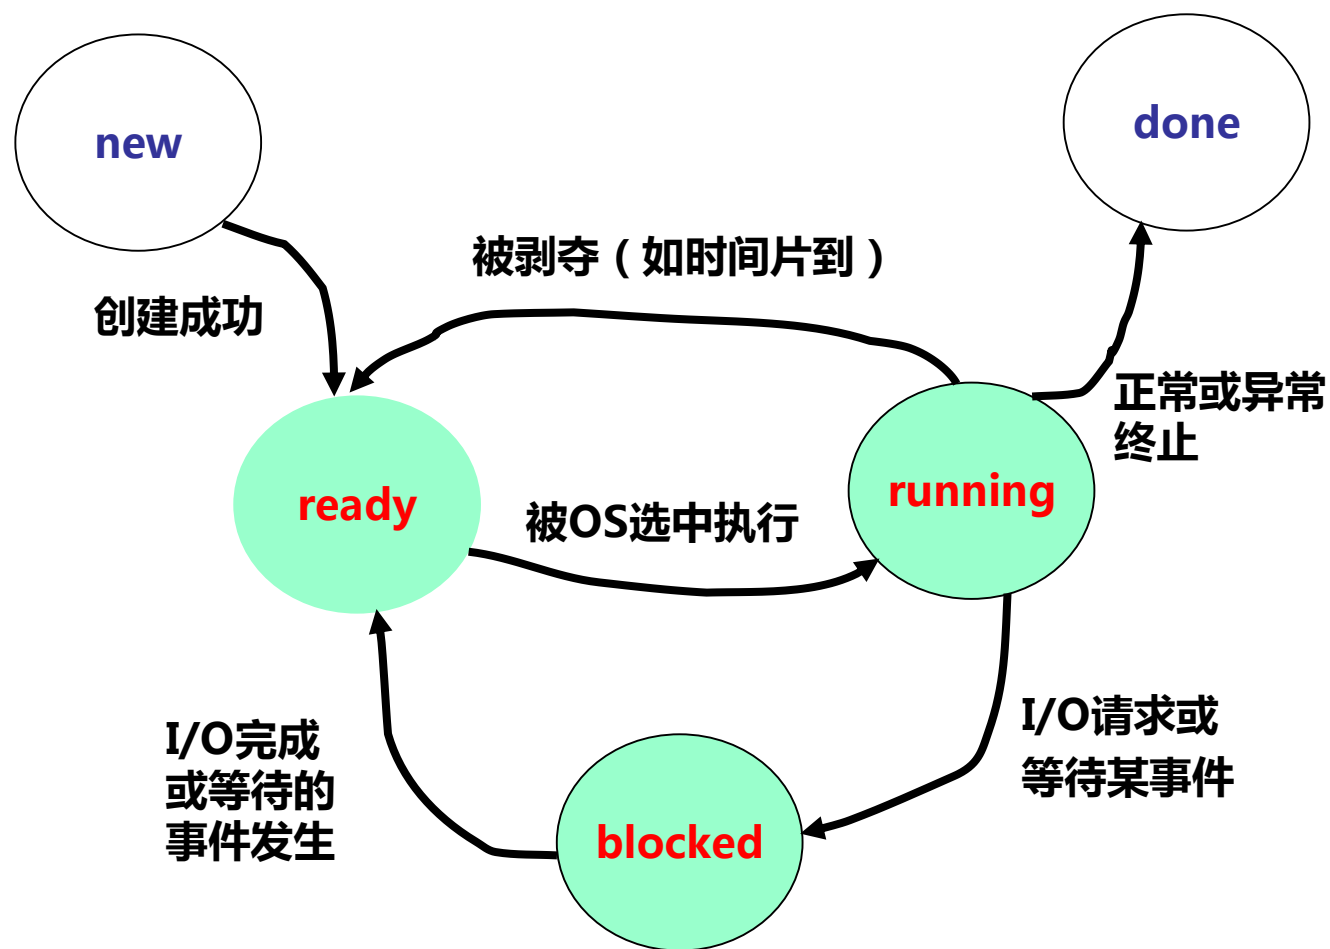 new
done
被剥夺（如时间片到）
创建成功
正常或异常
终止
ready
running
被OS选中执行
I/O完成
或等待的
事件发生
I/O请求或
等待某事件
blocked